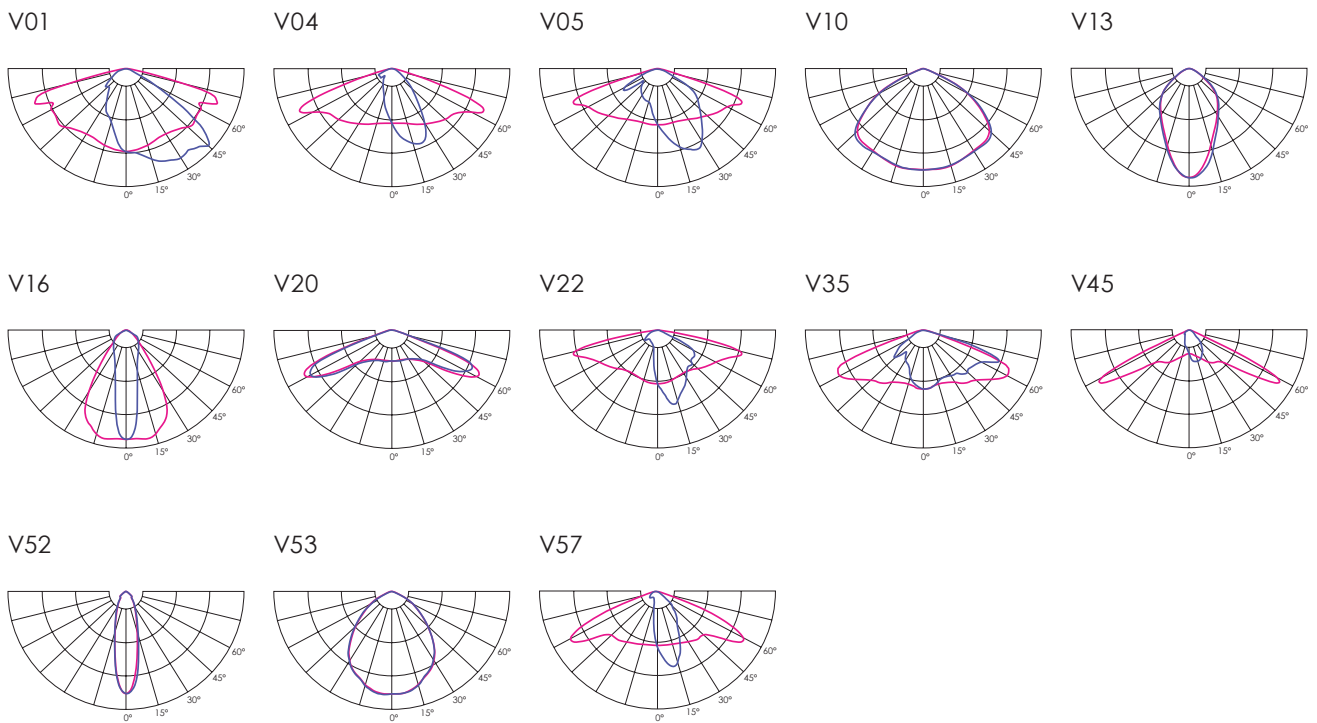 V01 V04 V05 V10 V13
60° 60° 60° 60° 60°
45° 45° 45° 45° 45°
30° 30° 30° 30° 30°
0° 15° 0° 15° 0° 15° 0° 15° 0° 15°
V16 V20 V22 V35 V45
60° 60° 60° 60° 60°
45° 45° 45° 45° 45°
30° 30° 30° 30° 30°
0° 15° 0° 15° 0° 15° 0° 15° 0° 15°
V52 V53 V57
60° 60° 60°
45° 45° 45°
30° 30° 30°
0° 15° 0° 15° 0° 15°